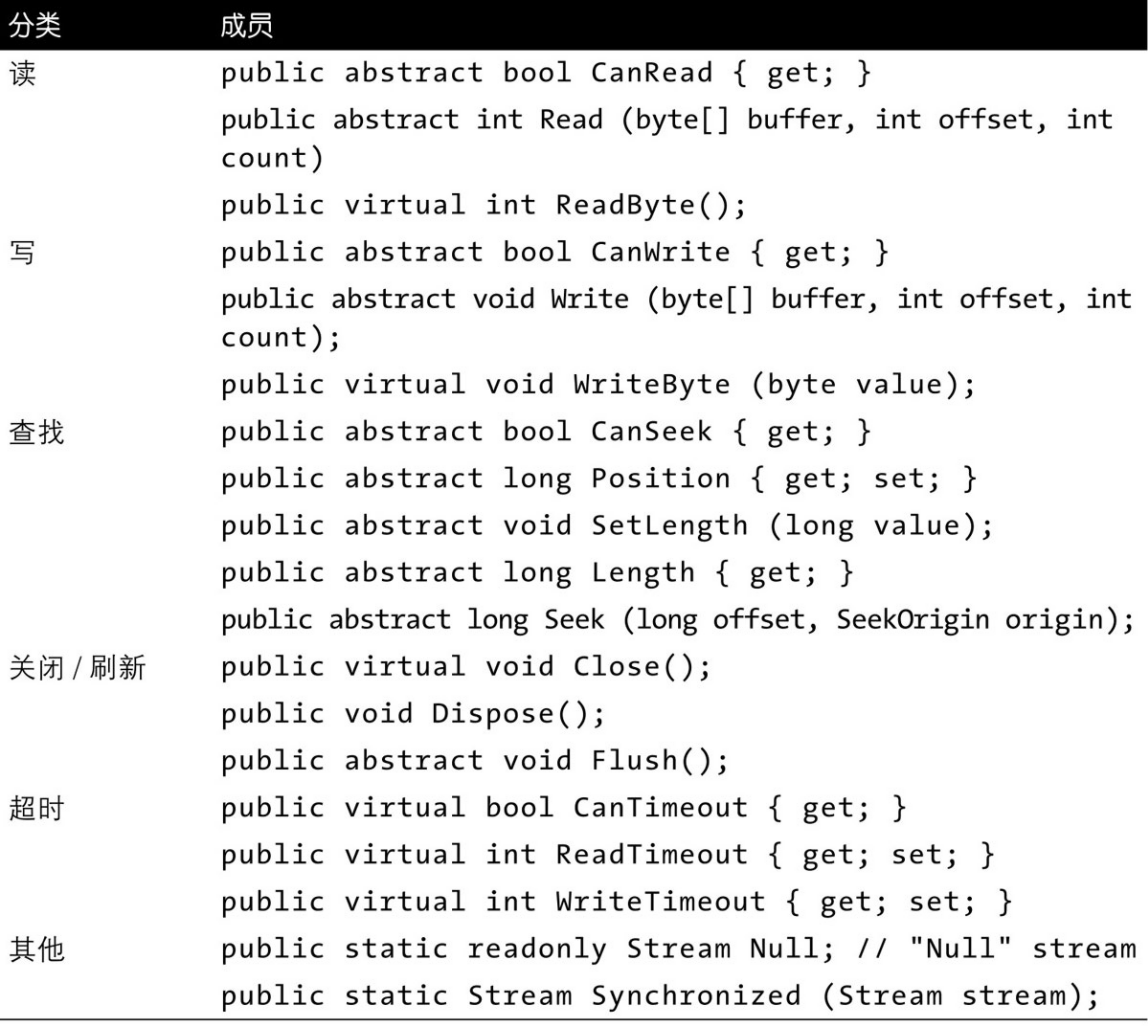 分类 成员
读 public abstract bool CanRead { get; }
public abstract int Read (byte[] buffer, int offset, int
count)
public virtual int ReadByte();
写 public abstract bool CanWrite { get; }
public abstract void Write (byte[] buffer, int offset, int
count);
public virtual void WriteByte (byte value);
查找 public abstract bool CanSeek { get; }
public abstract long Position { get; set; }
public abstract void SetLength (long value);
public abstract long Length { get; }
public abstract long Seek (long offset, SeekOrigin origin);
关闭 / 刷新 public virtual void Close();
public void Dispose();
public abstract void Flush();
超时 public virtual bool CanTimeout { get; }
public virtual int ReadTimeout { get; set; }
public virtual int WriteTimeout { get; set; }
其他 public static readonly Stream Null; // "Null" stream
public static Stream Synchronized (Stream stream);